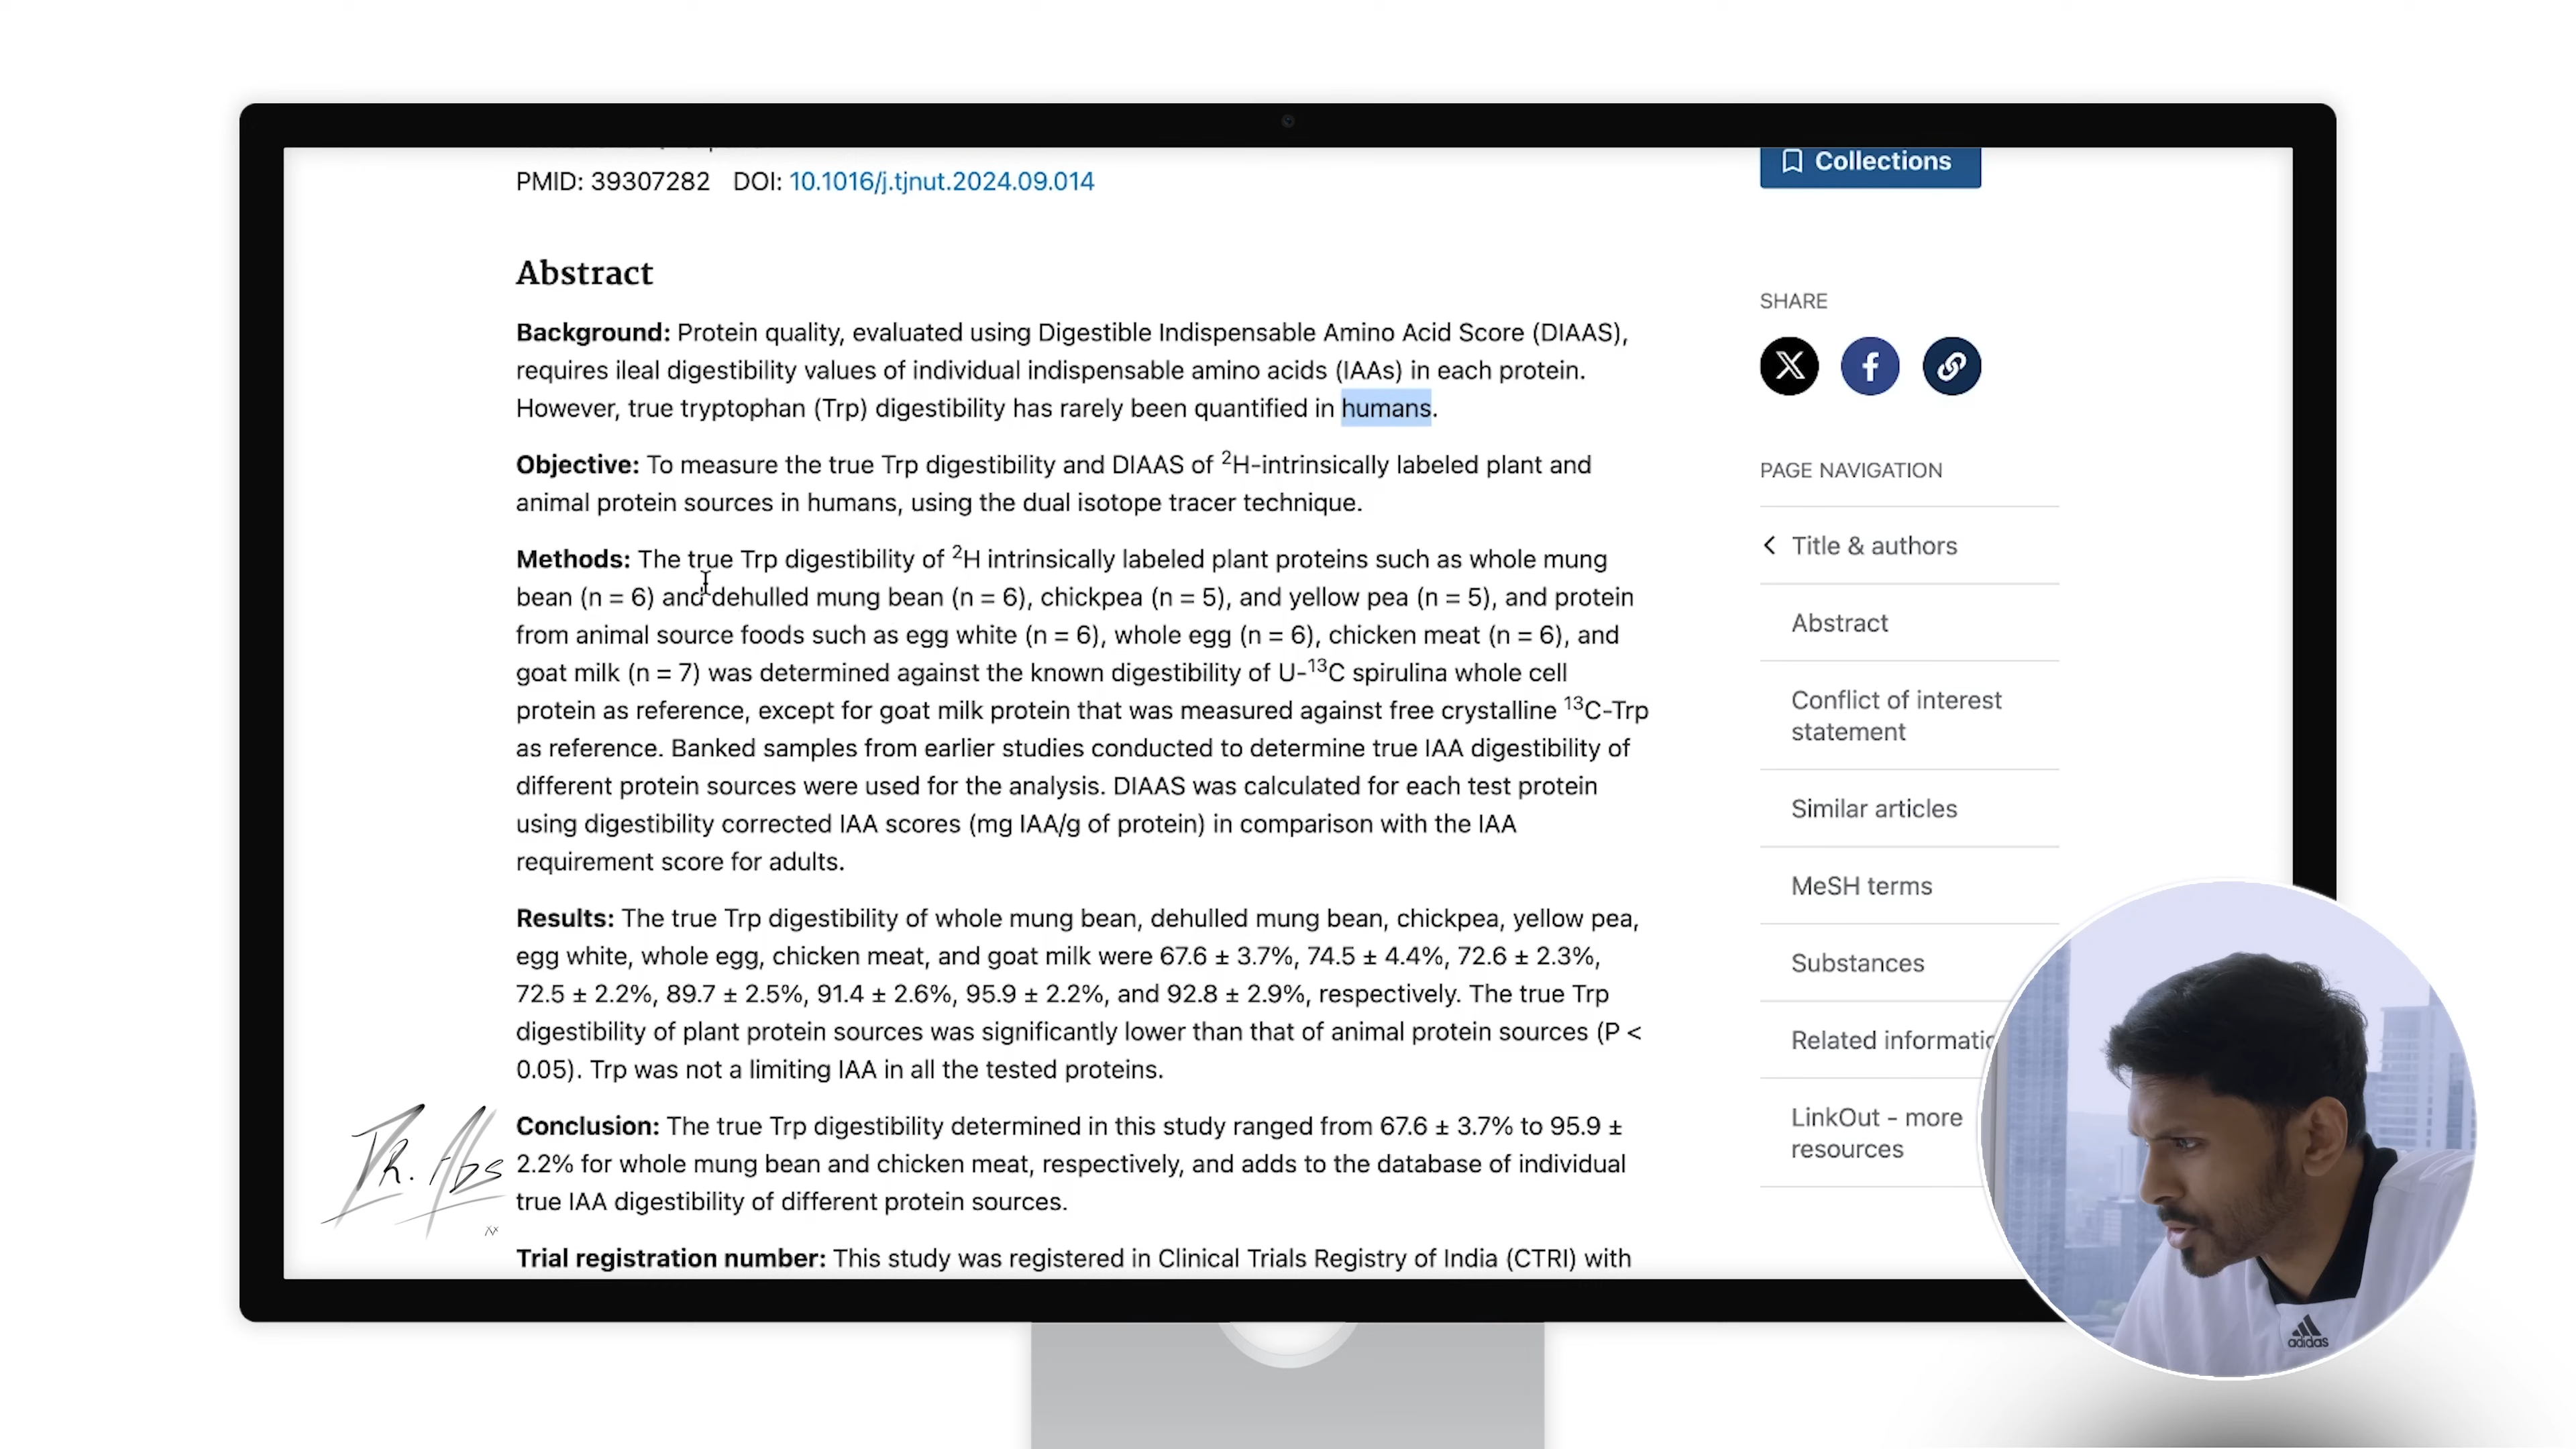 Collections
PMID: 39307282 DOI: 10.1016/j.tjnut.2024.09.014
Abstract
Background: Protein quality, evaluated using Digestible Indispensable Amino Acid Score (DIAAS),
requires ileal digestibility values of individual indispensable amino acids (IAAs) in each protein.
However, true tryptophan (Trp) digestibility has rarely been quantified in humans.
Objective: To measure the true Trp digestibility and DIAAS of ²H-intrinsically labeled plant and
animal protein sources in humans, using the dual isotope tracer technique.
Methods: The true Trp digestibility of ²H intrinsically labeled plant proteins such as whole mung
bean (n = 6) and dehulled mung bean (n = 6), chickpea (n = 5), and yellow pea (n = 5), and protein
from animal source foods such as egg white (n = 6), whole egg (n = 6), chicken meat (n = 6), and
goat milk (n = 7) was determined against the known digestibility of U-¹³C spirulina whole cell
protein as reference, except for goat milk protein that was measured against free crystalline ¹³C-Trp
as reference. Banked samples from earlier studies conducted to determine true IAA digestibility of
different protein sources were used for the analysis. DIAAS was calculated for each test protein
using digestibility corrected IAA scores (mg IAA/g of protein) in comparison with the IAA
requirement score for adults.
Results: The true Trp digestibility of whole mung bean, dehulled mung bean, chickpea, yellow pea,
egg white, whole egg, chicken meat, and goat milk were 67.6 ± 3.7%, 74.5 ± 4.4%, 72.6 ± 2.3%,
72.5 ± 2.2%, 89.7 ± 2.5%, 91.4 ± 2.6%, 95.9 ± 2.2%, and 92.8 ± 2.9%, respectively. The true Trp
digestibility of plant protein sources was significantly lower than that of animal protein sources (P <
0.05). Trp was not a limiting IAA in all the tested proteins.
Conclusion: The true Trp digestibility determined in this study ranged from 67.6 ± 3.7% to 95.9 ±
2.2% for whole mung bean and chicken meat, respectively, and adds to the database of individual
true IAA digestibility of different protein sources.
Trial registration number: This study was registered in Clinical Trials Registry of India (CTRI) with
SHARE
PAGE NAVIGATION
Title & authors
Abstract
Conflict of interest
statement
Similar articles
MeSH terms
Substances
Related informatio
LinkOut - more
resources
adidas